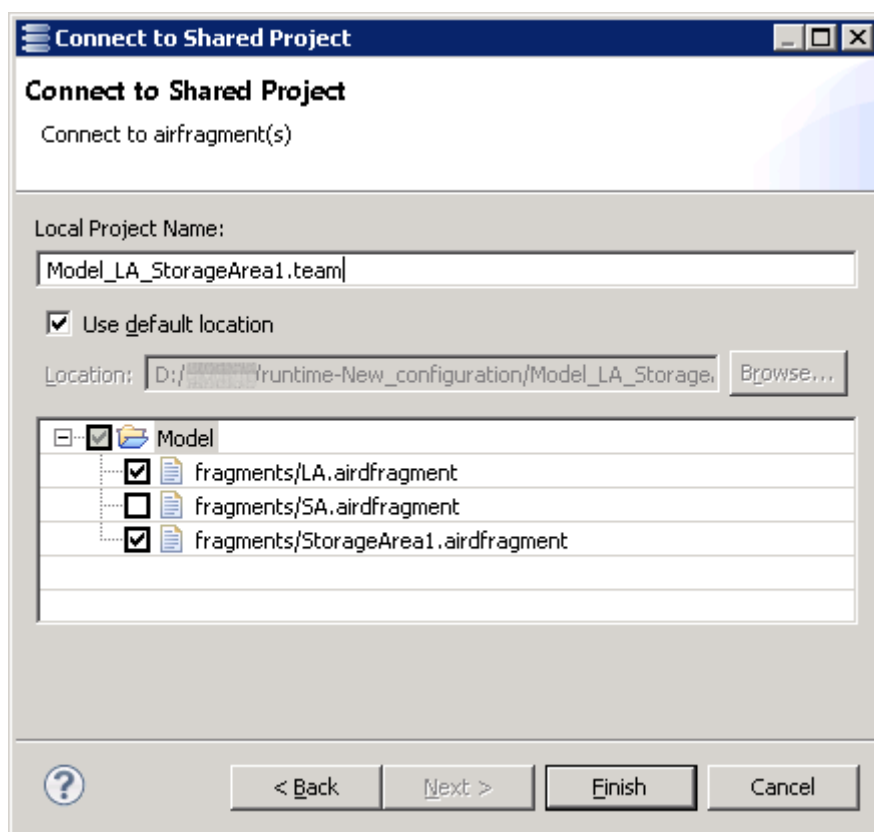 Connect to Shared Project
Connect to Shared Project
Connect to airfragment(s)
Local Project Name:
Model_LA_StorageArea1.team
Use default location
Location: D:/ /runtime-New_configuration/Model_LA_Storage. Browse...
Model
fragments/LA.airdfragment
fragments/SA.airdfragment
fragments/StorageArea1.airdfragment
? < Back Next > Finish Cancel